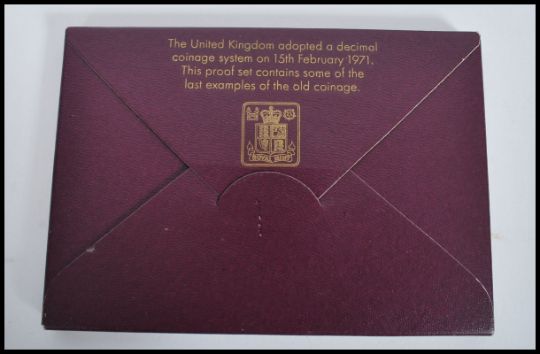 The United Kingdom adopted a decimal
coinage system on 15th February 1971.
This proof set contains some of the
last examples of the old coinage.
ROYAL MINT